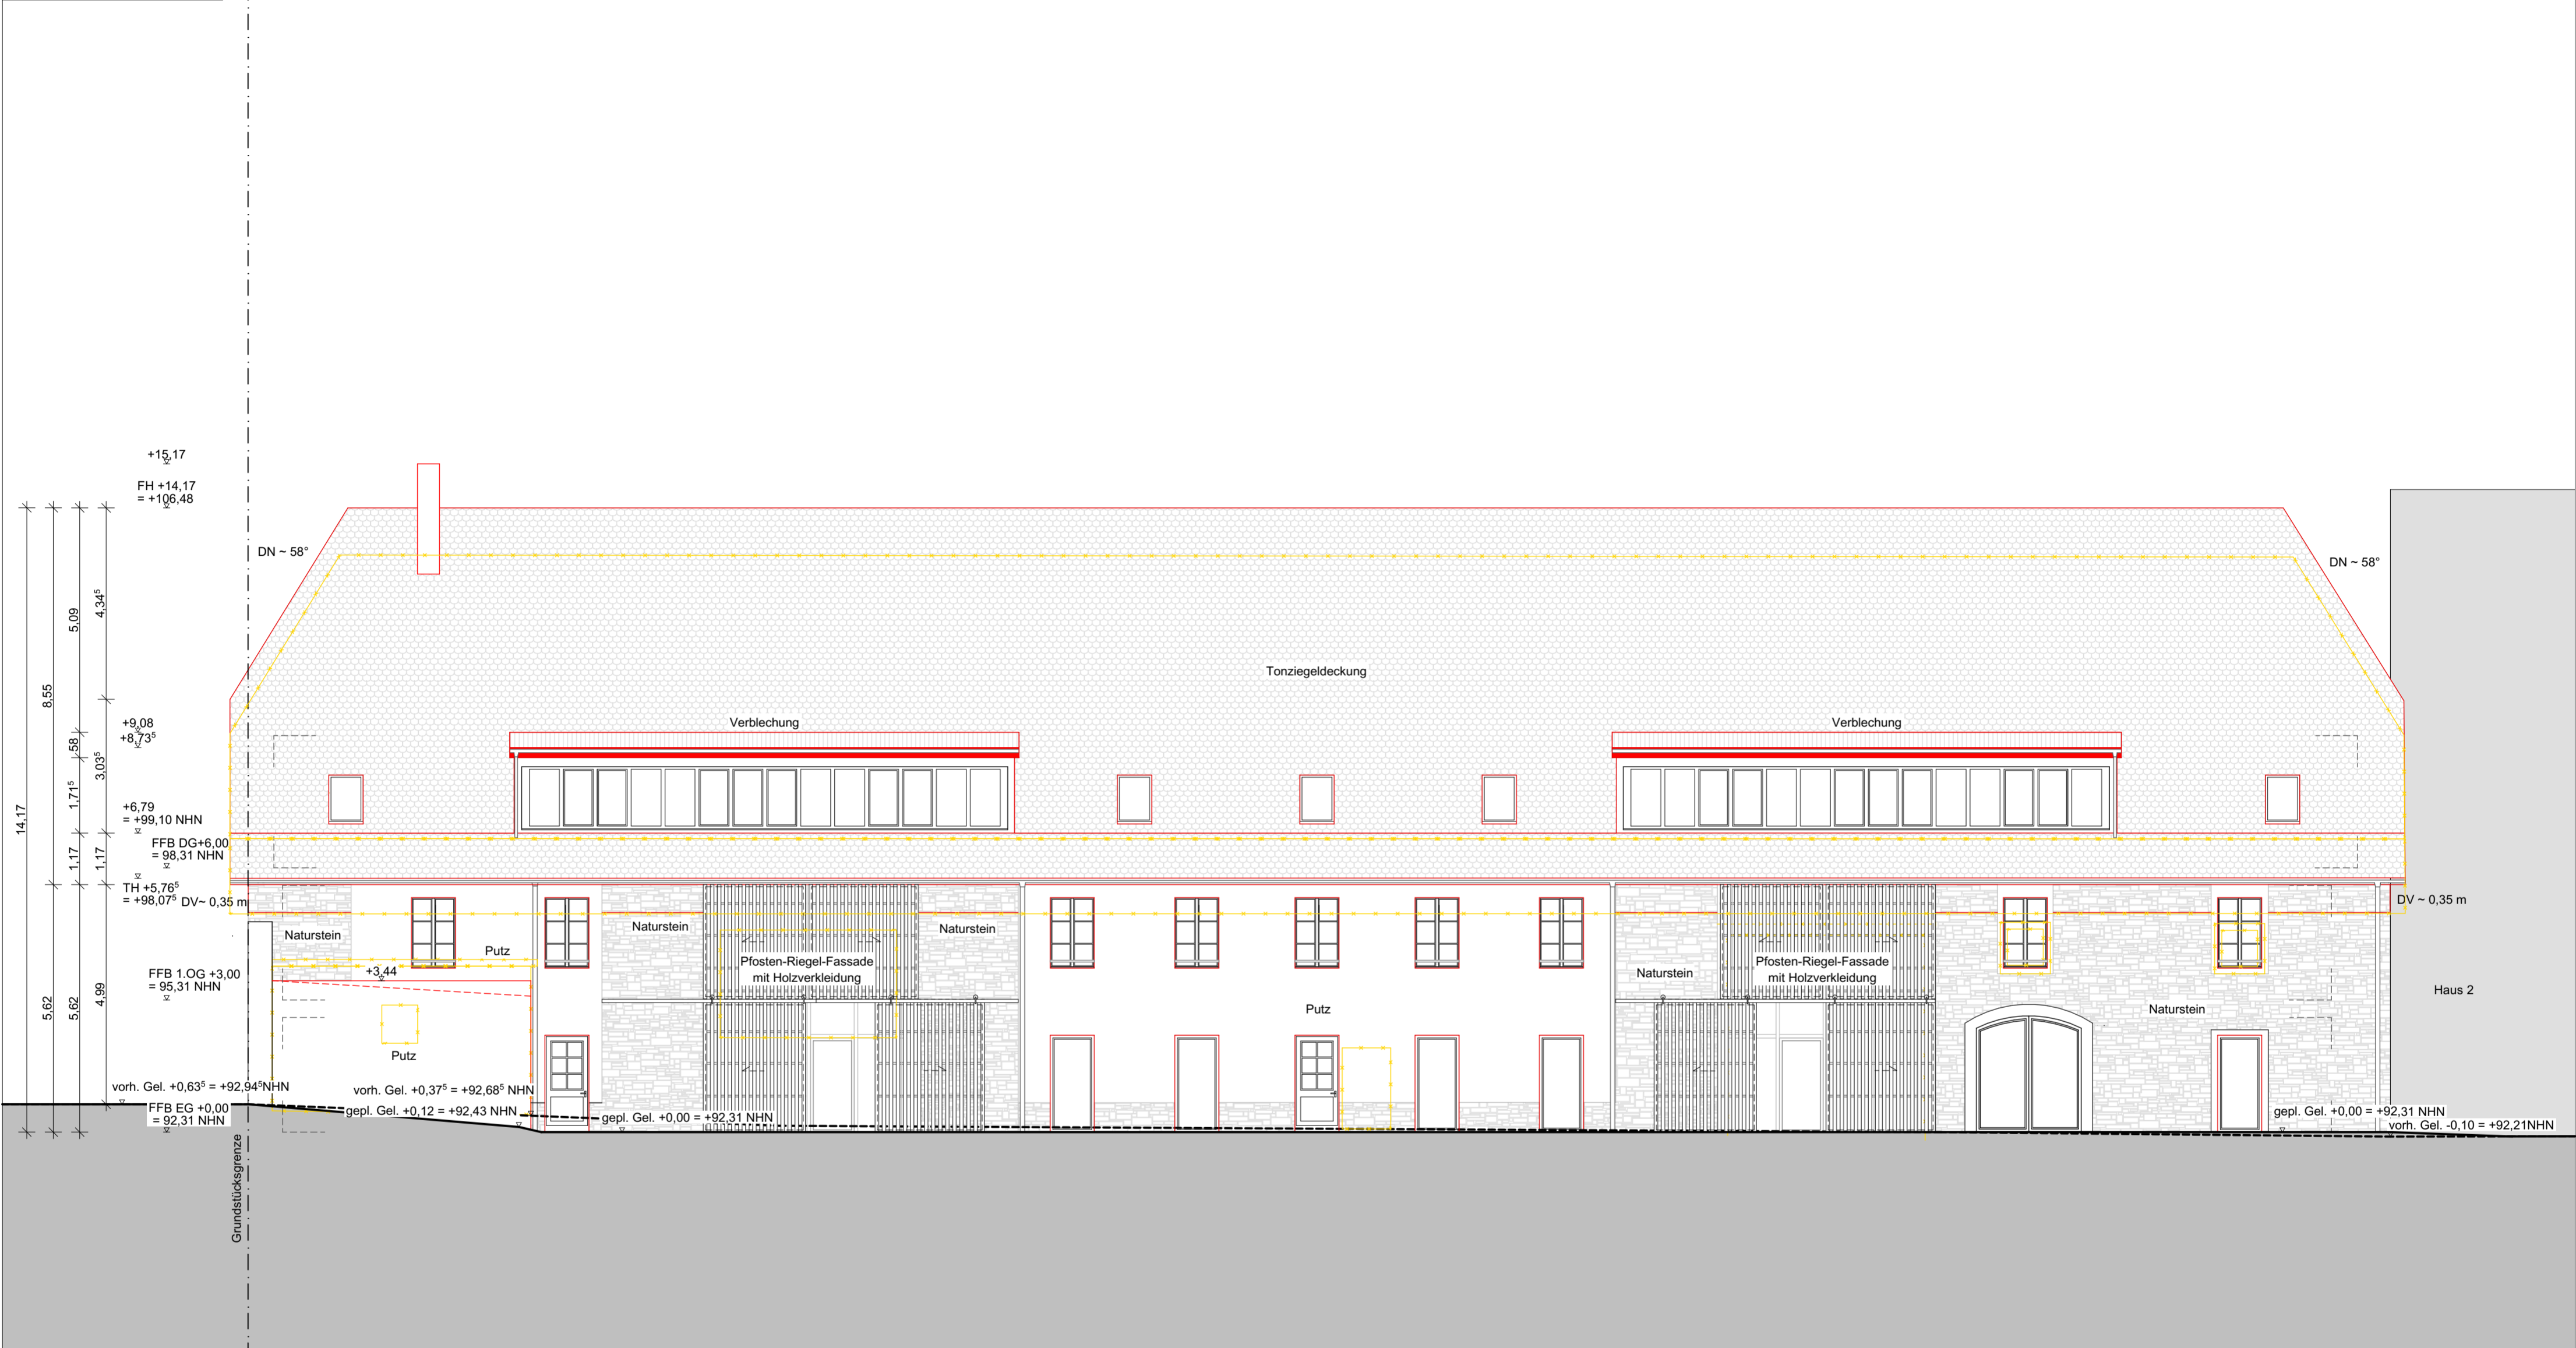 +15,17
FH +14,17
= +106,48
DN ~ 58°
DN ~ 58°
14,17
8,55
5,09
4,34⁵
Tonziegeldeckung
Verblechung
Verblechung
+9,08
+8,73⁵
58
3,03⁵
1,71⁵
+6,79
= +99,10 NHN
FFB DG+6,00
= 98,31 NHN
1,17
1,17
TH +5,76⁵
= +98,07⁵
DV~ 0,35 m
DV ~ 0,35 m
Naturstein
Putz
Naturstein
Naturstein
Pfosten-Riegel-Fassade
mit Holzverkleidung
Naturstein
Pfosten-Riegel-Fassade
mit Holzverkleidung
Haus 2
FFB 1.OG +3,00
= 95,31 NHN
+3,44
5,62
5,62
4,99
Putz
Naturstein
Putz
vorh. Gel. +0,63⁵ = +92,94⁵NHN
vorh. Gel. +0,37⁵ = +92,68⁵ NHN
FFB EG +0,00
= 92,31 NHN
gepl. Gel. +0,12 = +92,43 NHN
gepl. Gel. +0,00 = +92,31 NHN
gepl. Gel. +0,00 = +92,31 NHN
vorh. Gel. -0,10 = +92,21NHN
Grundstücksgrenze